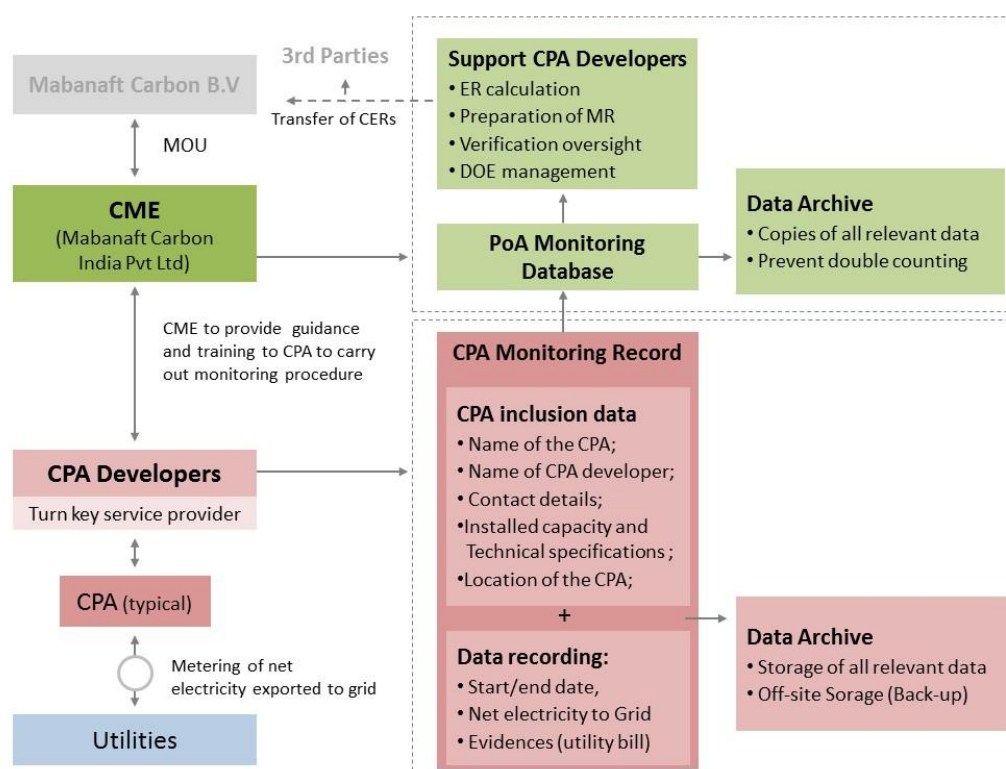 Mabanaft Carbon B.V
3rd Parties
Transfer of CERs
MOU
CME
(Mabanaft Carbon
India Pvt Ltd)
CME to provide guidance
and training to CPA to carry
out monitoring procedure
CPA Developers
Turn key service provider
CPA (typical)
Metering of net
electricity exported to grid
Utilities
Support CPA Developers
• ER calculation
• Preparation of MR
• Verification oversight
• DOE management
PoA Monitoring
Database
Data Archive
• Copies of all relevant data
• Prevent double counting
CPA Monitoring Record
CPA inclusion data
• Name of the CPA;
• Name of CPA developer;
• Contact details;
• Installed capacity and
Technical specifications ;
• Location of the CPA;
+
Data recording:
• Start/end date,
• Net electricity to Grid
• Evidences (utility bill)
Data Archive
• Storage of all relevant data
• Off-site Sorage (Back-up)